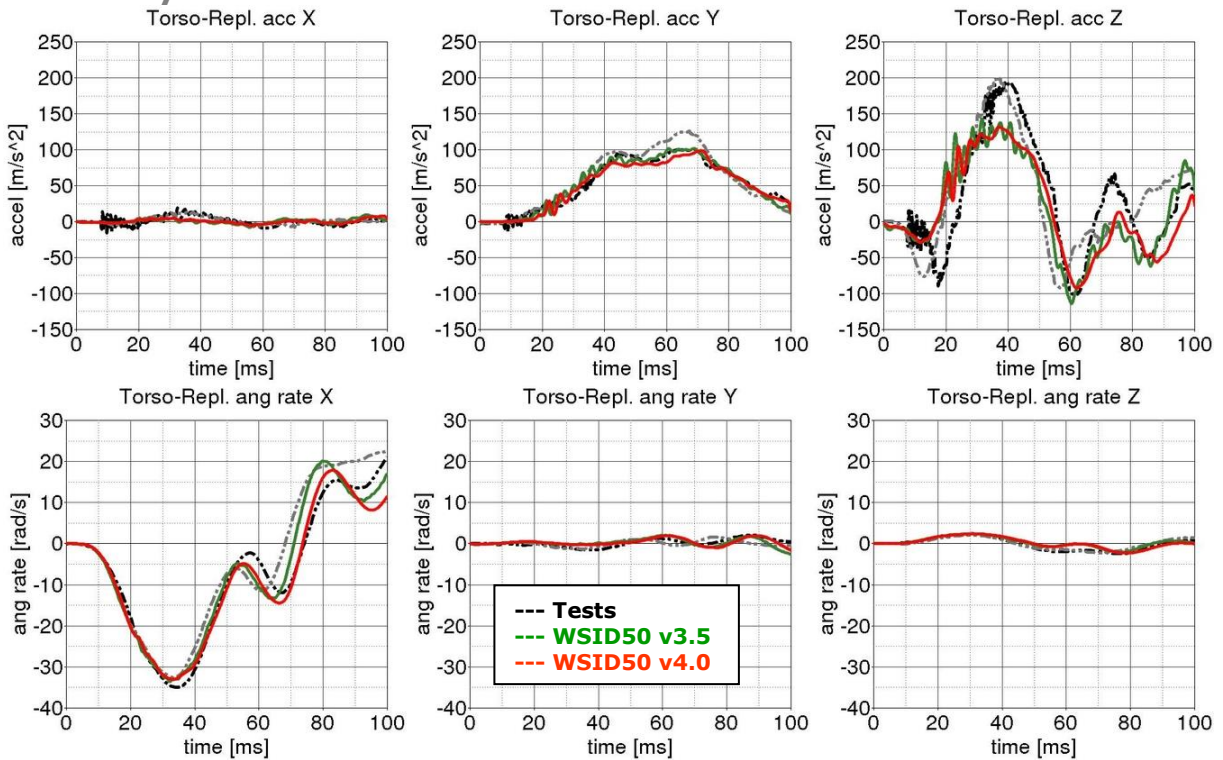 Torso-Repl. acc X
Torso-Repl. acc Y
Torso-Repl. acc Z
accel [m/s^2]
250
200
150
100
50
0
-50
-100
-150
0 20 40 60 80 100
time [ms]
accel [m/s^2]
250
200
150
100
50
0
-50
-100
-150
0 20 40 60 80 100
time [ms]
accel [m/s^2]
250
200
150
100
50
0
-50
-100
-150
0 20 40 60 80 100
time [ms]
Torso-Repl. ang rate X
Torso-Repl. ang rate Y
Torso-Repl. ang rate Z
ang rate [rad/s]
30
20
10
0
-10
-20
-30
-40
0 20 40 60 80 100
time [ms]
ang rate [rad/s]
30
20
10
0
-10
-20
-30
-40
0 20 40 60 80 100
time [ms]
--- Tests
--- WSID50 v3.5
--- WSID50 v4.0
ang rate [rad/s]
30
20
10
0
-10
-20
-30
-40
0 20 40 60 80 100
time [ms]